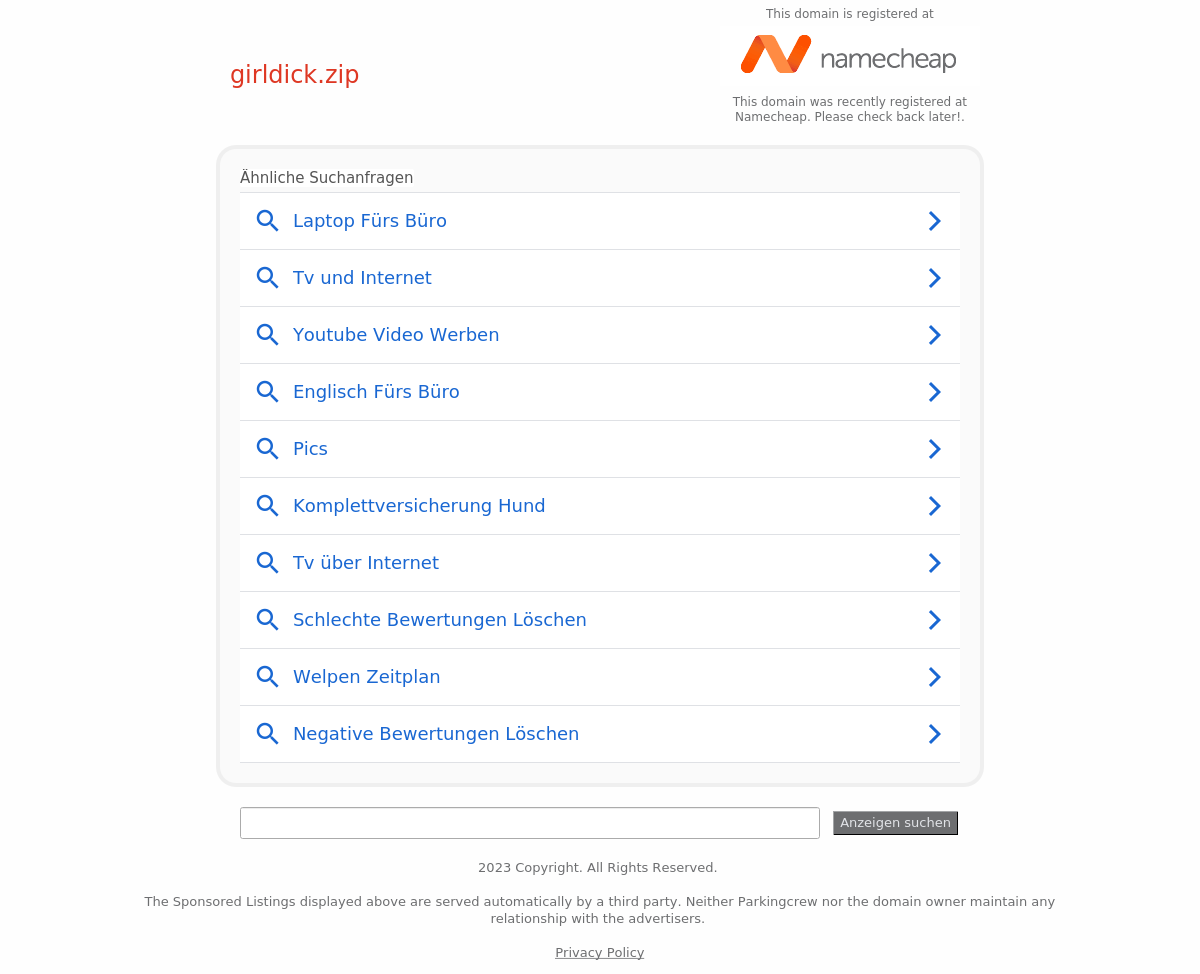 This domain is registered at
namecheap
girldick.zip
This domain was recently registered at
Namecheap. Please check back later!.
Ähnliche Suchanfragen
Laptop Fürs Büro
Tv und Internet
Youtube Video Werben
Englisch Fürs Büro
Pics
Komplettversicherung Hund
Tv über Internet
Schlechte Bewertungen Löschen
Welpen Zeitplan
Negative Bewertungen Löschen
Anzeigen suchen
2023 Copyright. All Rights Reserved.
The Sponsored Listings displayed above are served automatically by a third party. Neither Parkingcrew nor the domain owner maintain any
relationship with the advertisers.
Privacy Policy